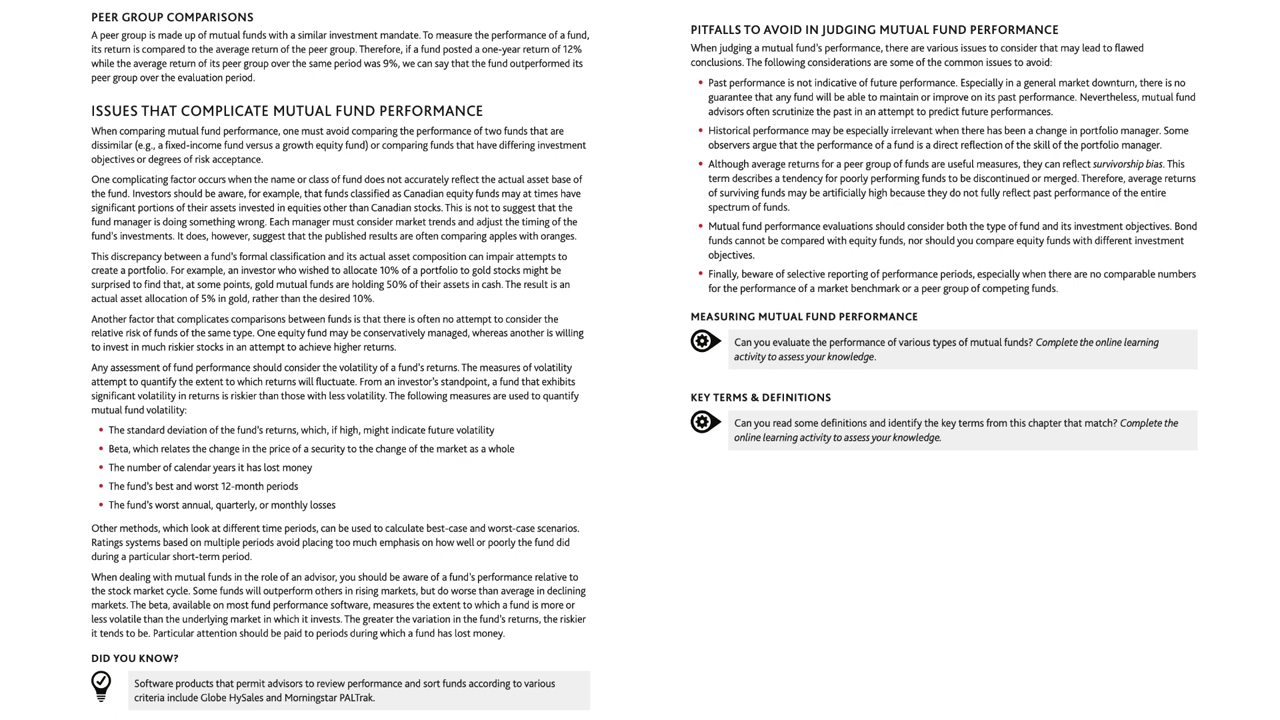 PEER GROUP COMPARISONS
A peer group is made up of mutual funds with a similar investment mandate. To measure the performance of a fund,
its return is compared to the average return of the peer group. Therefore, if a fund posted a one-year return of 12%
while the average return of its peer group over the same period was 9%, we can say that the fund outperformed its
peer group over the evaluation period.
ISSUES THAT COMPLICATE MUTUAL FUND PERFORMANCE
When comparing mutual fund performance, one must avoid comparing the performance of two funds that are
dissimilar (e.g., a fixed-income fund versus a growth equity fund) or comparing funds that have differing investment
objectives or degrees of risk acceptance.
One complicating factor occurs when the name or class of fund does not accurately reflect the actual asset base of
the fund. Investors should be aware, for example, that funds classified as Canadian equity funds may at times have
significant portions of their assets invested in equities other than Canadian stocks. This is not to suggest that the
fund manager is doing something wrong. Each manager must consider market trends and adjust the timing of the
fund's investments. It does, however, suggest that the published results are often comparing apples with oranges.
This discrepancy between a fund's formal classification and its actual asset composition can impair attempts to
create a portfolio. For example, an investor who wished to allocate 10% of a portfolio to gold stocks might be
surprised to find that, at some points, gold mutual funds are holding 50% of their assets in cash. The result is an
actual asset allocation of 5% in gold, rather than the desired 10%.
Another factor that complicates comparisons between funds is that there is often no attempt to consider the
relative risk of funds of the same type. One equity fund may be conservatively managed, whereas another is willing
to invest in much riskier stocks in an attempt to achieve higher returns.
Any assessment of fund performance should consider the volatility of a fund's returns. The measures of volatility
attempt to quantify the extent to which returns will fluctuate. From an investor's standpoint, a fund that exhibits
significant volatility in returns is riskier than those with less volatility. The following measures are used to quantify
mutual fund volatility:
• The standard deviation of the fund's returns, which, if high, might indicate future volatility
• Beta, which relates the change in the price of a security to the change of the market as a whole
• The number of calendar years it has lost money
• The fund's best and worst 12-month periods
• The fund's worst annual, quarterly, or monthly losses
Other methods, which look at different time periods, can be used to calculate best-case and worst-case scenarios.
Ratings systems based on multiple periods avoid placing too much emphasis on how well or poorly the fund did
during a particular short-term period.
When dealing with mutual funds in the role of an advisor, you should be aware of a fund's performance relative to
the stock market cycle. Some funds will outperform others in rising markets, but do worse than average in declining
markets. The beta, available on most fund performance software, measures the extent to which a fund is more or
less volatile than the underlying market in which it invests. The greater the variation in the fund's returns, the riskier
it tends to be. Particular attention should be paid to periods during which a fund has lost money.
DID YOU KNOW?
Software products that permit advisors to review performance and sort funds according to various
criteria include Globe HySales and Morningstar PALTrak.
PITFALLS TO AVOID IN JUDGING MUTUAL FUND PERFORMANCE
When judging a mutual fund's performance, there are various issues to consider that may lead to flawed
conclusions. The following considerations are some of the common issues to avoid:
• Past performance is not indicative of future performance. Especially in a general market downturn, there is no
guarantee that any fund will be able to maintain or improve on its past performance. Nevertheless, mutual fund
advisors often scrutinize the past in an attempt to predict future performances.
• Historical performance may be especially irrelevant when there has been a change in portfolio manager. Some
observers argue that the performance of a fund is a direct reflection of the skill of the portfolio manager.
• Although average returns for a peer group of funds are useful measures, they can reflect survivorship bias. This
term describes a tendency for poorly performing funds to be discontinued or merged. Therefore, average returns
of surviving funds may be artificially high because they do not fully reflect past performance of the entire
spectrum of funds.
• Mutual fund performance evaluations should consider both the type of fund and its investment objectives. Bond
funds cannot be compared with equity funds, nor should you compare equity funds with different investment
objectives.
• Finally, beware of selective reporting of performance periods, especially when there are no comparable numbers
for the performance of a market benchmark or a peer group of competing funds.
MEASURING MUTUAL FUND PERFORMANCE
Can you evaluate the performance of various types of mutual funds? Complete the online learning
activity to assess your knowledge.
KEY TERMS & DEFINITIONS
Can you read some definitions and identify the key terms from this chapter that match? Complete the
online learning activity to assess your knowledge.